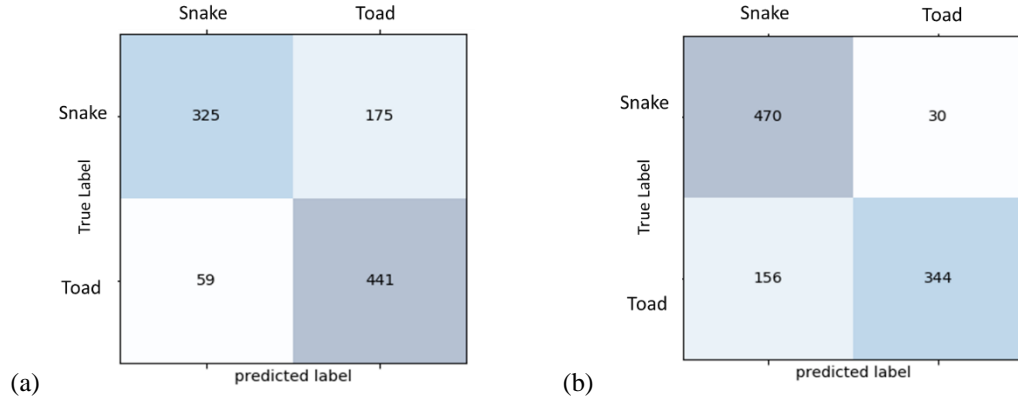 Snake Toad
Snake
325 175
True Label
Toad
59 441
predicted label
(a)
Snake Toad
Snake
470 30
True Label
Toad
156 344
predicted label
(b)